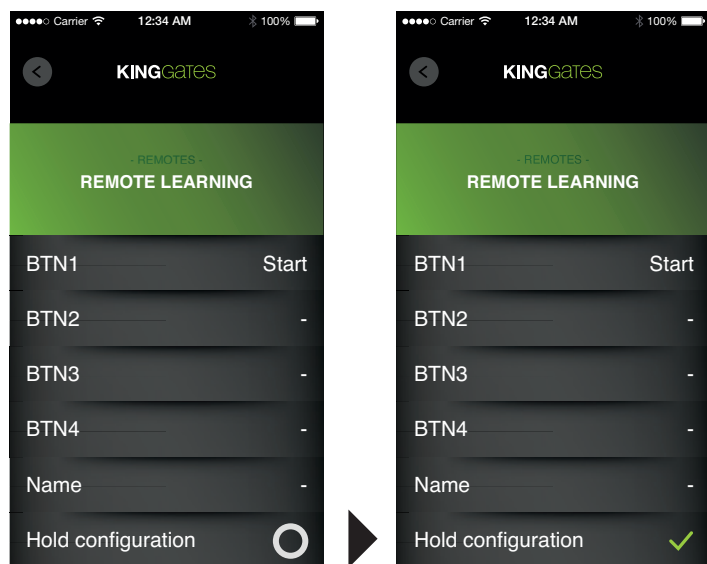 Carrier 12:34 AM 100%
KINGGates
- REMOTES -
REMOTE LEARNING
BTN1 Start
BTN2 -
BTN3 -
BTN4 -
Name -
Hold configuration
Carrier 12:34 AM 100%
KINGGates
- REMOTES -
REMOTE LEARNING
BTN1 Start
BTN2 -
BTN3 -
BTN4 -
Name -
Hold configuration